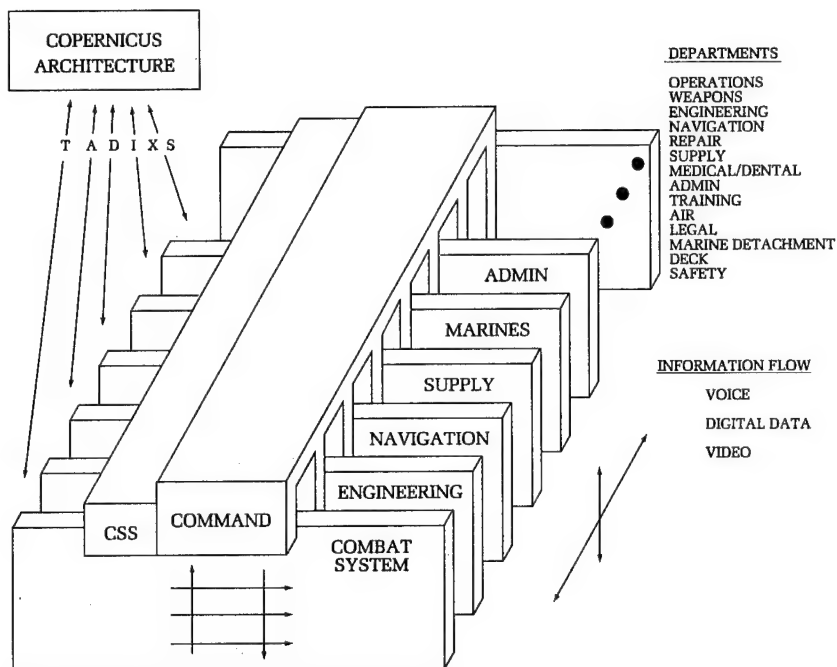 COPERNICUS
ARCHITECTURE
T A D I X S
DEPARTMENTS
OPERATIONS
WEAPONS
ENGINEERING
NAVIGATION
REPAIR
SUPPLY
MEDICAL/DENTAL
ADMIN
TRAINING
AIR
LEGAL
MARINE DETACHMENT
DECK
SAFETY
ADMIN
MARINES
SUPPLY
NAVIGATION
ENGINEERING
COMBAT
SYSTEM
CSS
COMMAND
INFORMATION FLOW
VOICE
DIGITAL DATA
VIDEO